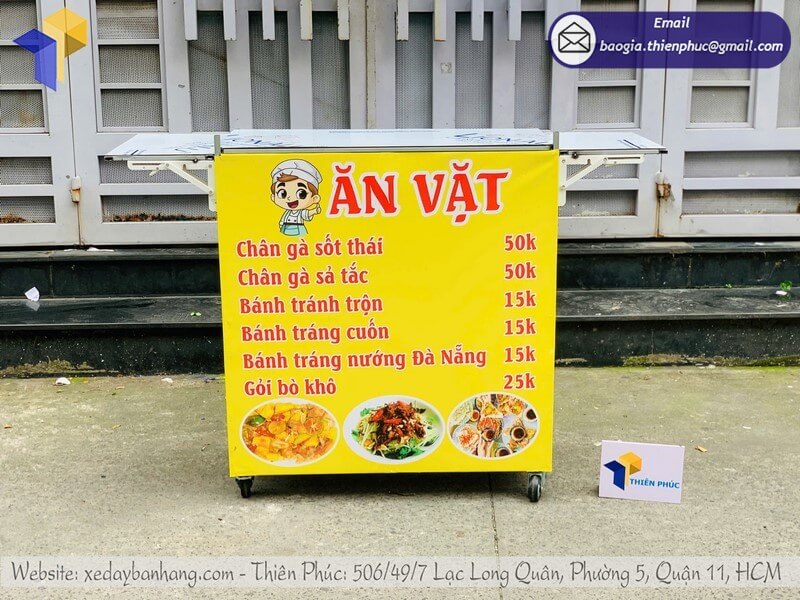 Email
baogia.thienphuc@gmail.com
ĂN VẶT
Chân gà sốt thái 50k
Chân gà sả tắc 50k
Bánh tránh trộn 15k
Bánh tráng cuốn 15k
Bánh tráng nướng Đà Nẵng 15k
Gỏi bò khô 25k
THIÊN PHÚC
Website: xedaybanhang.com - Thiên Phúc: 506/49/7 Lạc Long Quân, Phường 5, Quận 11, HCM